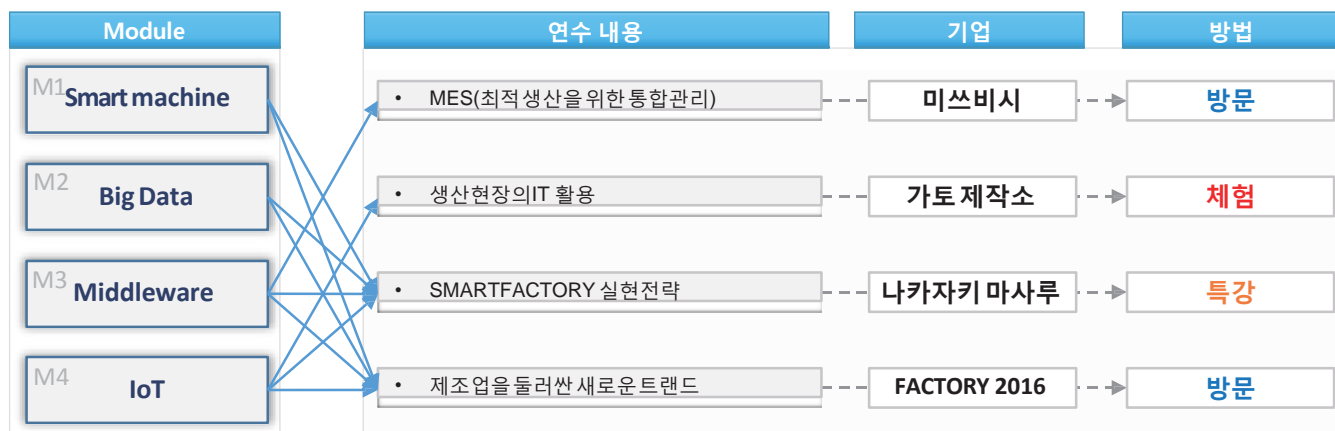 Module 연수 내용 기업 방법
M1 Smart machine • MES(최적생산을위한통합관리) 미쓰비시 방문
M2 Big Data • 생산현장의IT 활용 가토 제작소 체험
M3 Middleware • SMARTFACTORY 실현전략 나카자키 마사루 특강
M4 IoT • 제조업을둘러싼새로운트랜드 FACTORY 2016 방문